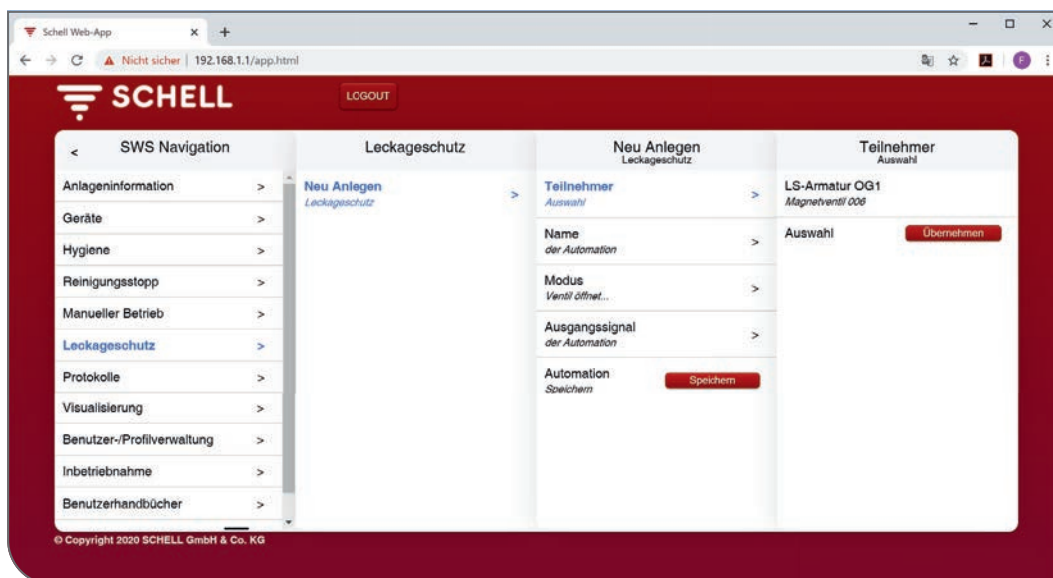 Schell Web-App
Nicht sicher | 192.168.1.1/app.html
E
SCHELL
LOGOUT
< SWS Navigation
Anlageninformation >
Geräte >
Hygiene >
Reinigungsstopp >
Manueller Betrieb >
Leckageschutz >
Protokolle >
Visualisierung >
Benutzer-/Profilverwaltung >
Inbetriebnahme >
Benutzerhandbücher >
Leckageschutz
Neu Anlegen >
Leckageschutz
Neu Anlegen
Leckageschutz
Teilnehmer >
Auswahl
Name >
der Automation
Modus >
Ventil öffnet...
Ausgangssignal >
der Automation
Automation
Speichern
Speichern
Teilnehmer
Auswahl
LS-Armatur OG1
Magnetventil 006
Auswahl Übernehmen
© Copyright 2020 SCHELL GmbH & Co. KG